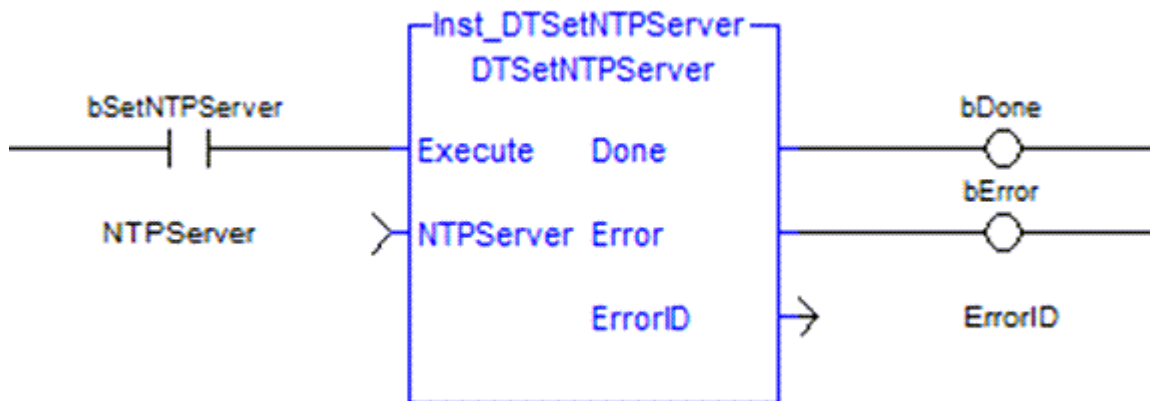 Inst_DTSetNTPServer
DTSetNTPServer
bSetNTPServer
bDone
Execute Done
bError
NTPServer NTPServer Error
ErrorID ErrorID